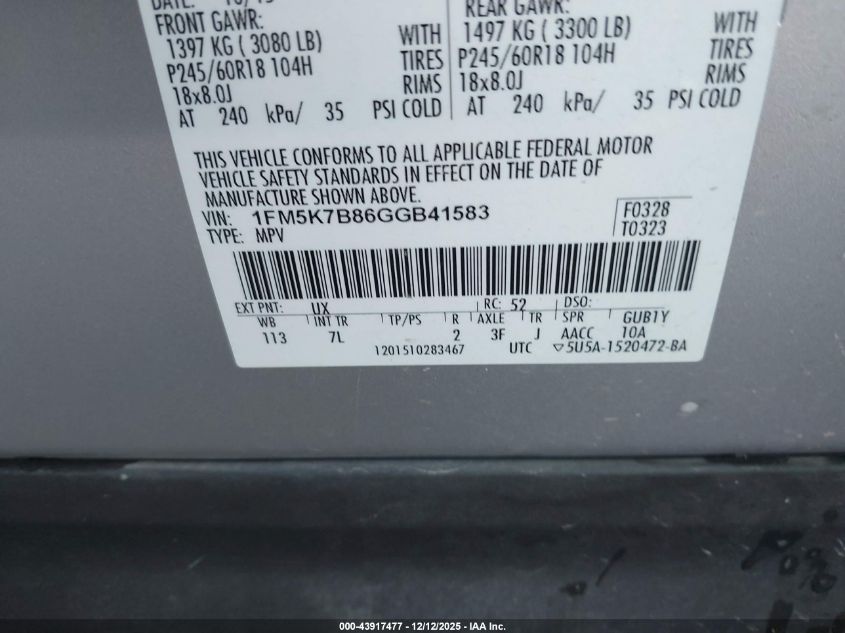 DATE: 10/15
FRONT GAWR: REAR GAWR:
1397 KG ( 3080 LB) WITH 1497 KG ( 3300 LB) WITH
P245/60R18 104H TIRES P245/60R18 104H TIRES
18x8.0J RIMS 18x8.0J RIMS
AT 240 kPa/ 35 PSI COLD AT 240 kPa/ 35 PSI COLD
THIS VEHICLE CONFORMS TO ALL APPLICABLE FEDERAL MOTOR
VEHICLE SAFETY STANDARDS IN EFFECT ON THE DATE OF
MANUFACTURE SHOWN ABOVE.
VIN: 1FM5K7B86GGB41583 F0328
TYPE: MPV T0323
EXT PNT: UX RC: 52 DSO:
WB INT TR TP/PS R AXLE TR SPR GUB1Y
113 7L 2 3F J AACC 10A
1201510283467 UTC ▽5U5A-1520472-BA
000-43917477 - 12/12/2025 - IAA Inc.